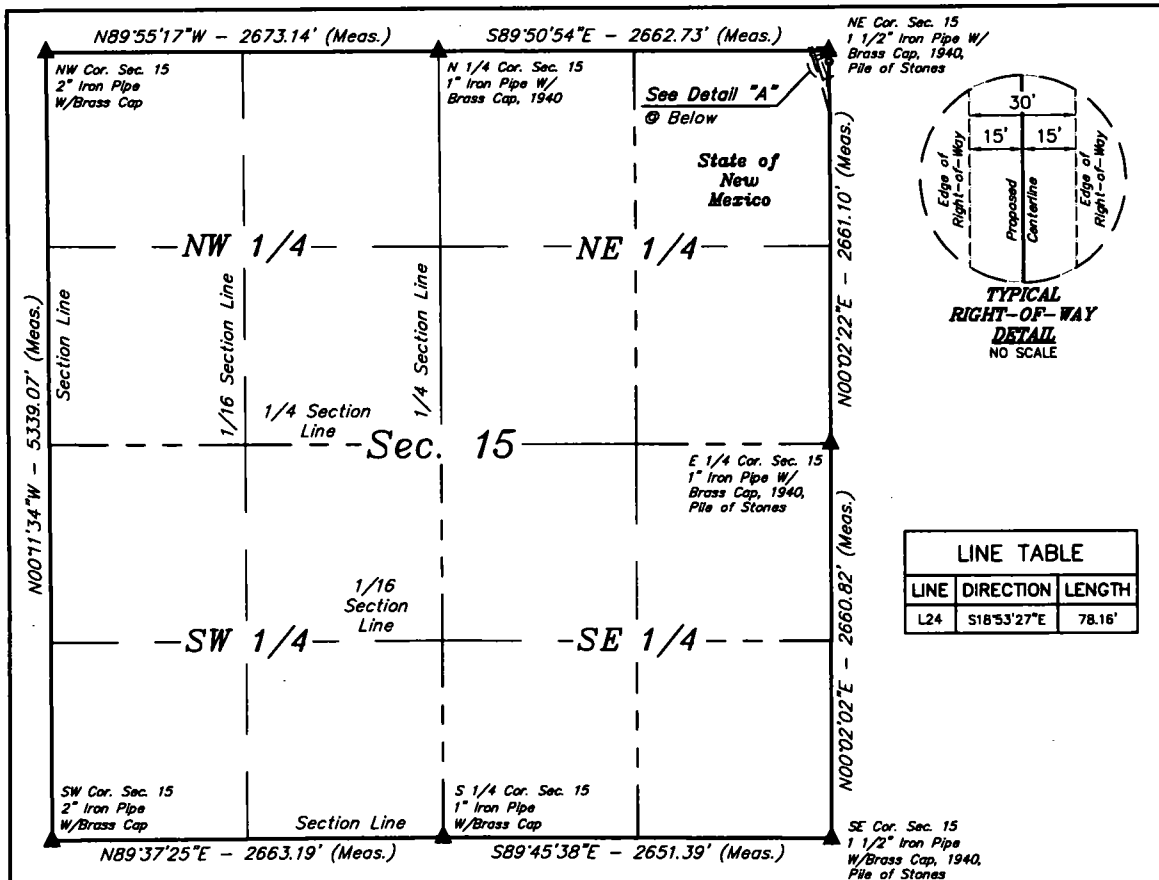 N89°55'17"W - 2673.14' (Meas.)
S89°50'54"E - 2662.73' (Meas.)
NE Cor. Sec. 15
1 1/2" Iron Pipe W/
Brass Cap, 1940,
Pile of Stones
NW Cor. Sec. 15
2" Iron Pipe
W/Brass Cap
N 1/4 Cor. Sec. 15
1" Iron Pipe W/
Brass Cap, 1940
See Detail "A"
@ Below
State of
New
Mexico
N00°02'22"E - 2661.10' (Meas.)
30'
15'
15'
Edge of
Right-of-Way
Proposed
Centerline
Edge of
Right-of-Way
TYPICAL
RIGHT-OF-WAY
DETAIL
NO SCALE
NW 1/4
NE 1/4
N00°11'34"W - 5339.07' (Meas.)
Section Line
1/16 Section Line
1/4 Section Line
1/4 Section
Line
Sec. 15
E 1/4 Cor. Sec. 15
1" Iron Pipe W/
Brass Cap, 1940,
Pile of Stones
N00°02'02"E - 2660.82' (Meas.)
LINE TABLE
LINE DIRECTION LENGTH
L24 S18°53'27"E 78.16'
1/16
Section
Line
SW 1/4
SE 1/4
SW Cor. Sec. 15
2" Iron Pipe
W/Brass Cap
Section Line
S 1/4 Cor. Sec. 15
1" Iron Pipe
W/Brass Cap
SE Cor. Sec. 15
1 1/2" Iron Pipe
W/Brass Cap, 1940,
Pile of Stones
N89°37'25"E - 2663.19' (Meas.)
S89°45'38"E - 2651.39' (Meas.)